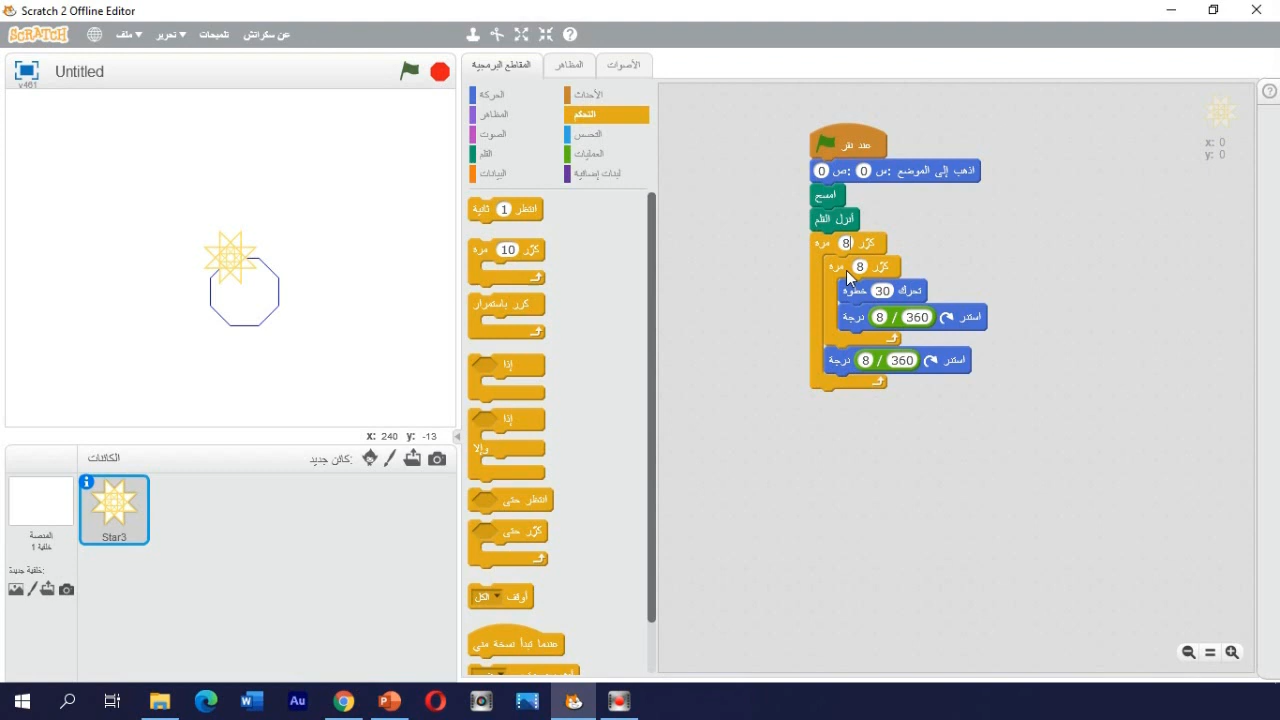 Scratch 2 Offline Editor
SCRATCH
ملف
تحرير
تلميحات
عن سكراتش
v461
Untitled
المقاطع البرمجية
المظاهر
الأصوات
الحركة
الأحداث
المظاهر
التحكم
الصوت
التحسس
القلم
العمليات
البيانات
لبنات إضافية
انتظر 1 ثانية
كرّر 10 مرة
كرر باستمرار
إذا
إذا
وإلا
انتظر حتى
كرّر حتى
أوقف الكل
عندما تبدأ نسخة مني
عند نقر
اذهب إلى الموضع س: 0 ص: 0
امسح
أنزل القلم
كرّر 8 مرة
كرّر 8 مرة
تحرك 30 خطوة
استدر 360 / 8 درجة
استدر 360 / 8 درجة
x: 0
y: 0
x: 240 y: -13
الكائنات
كائن جديد:
المنصة
خلفية 1
خلفية جديدة:
Star3
Au